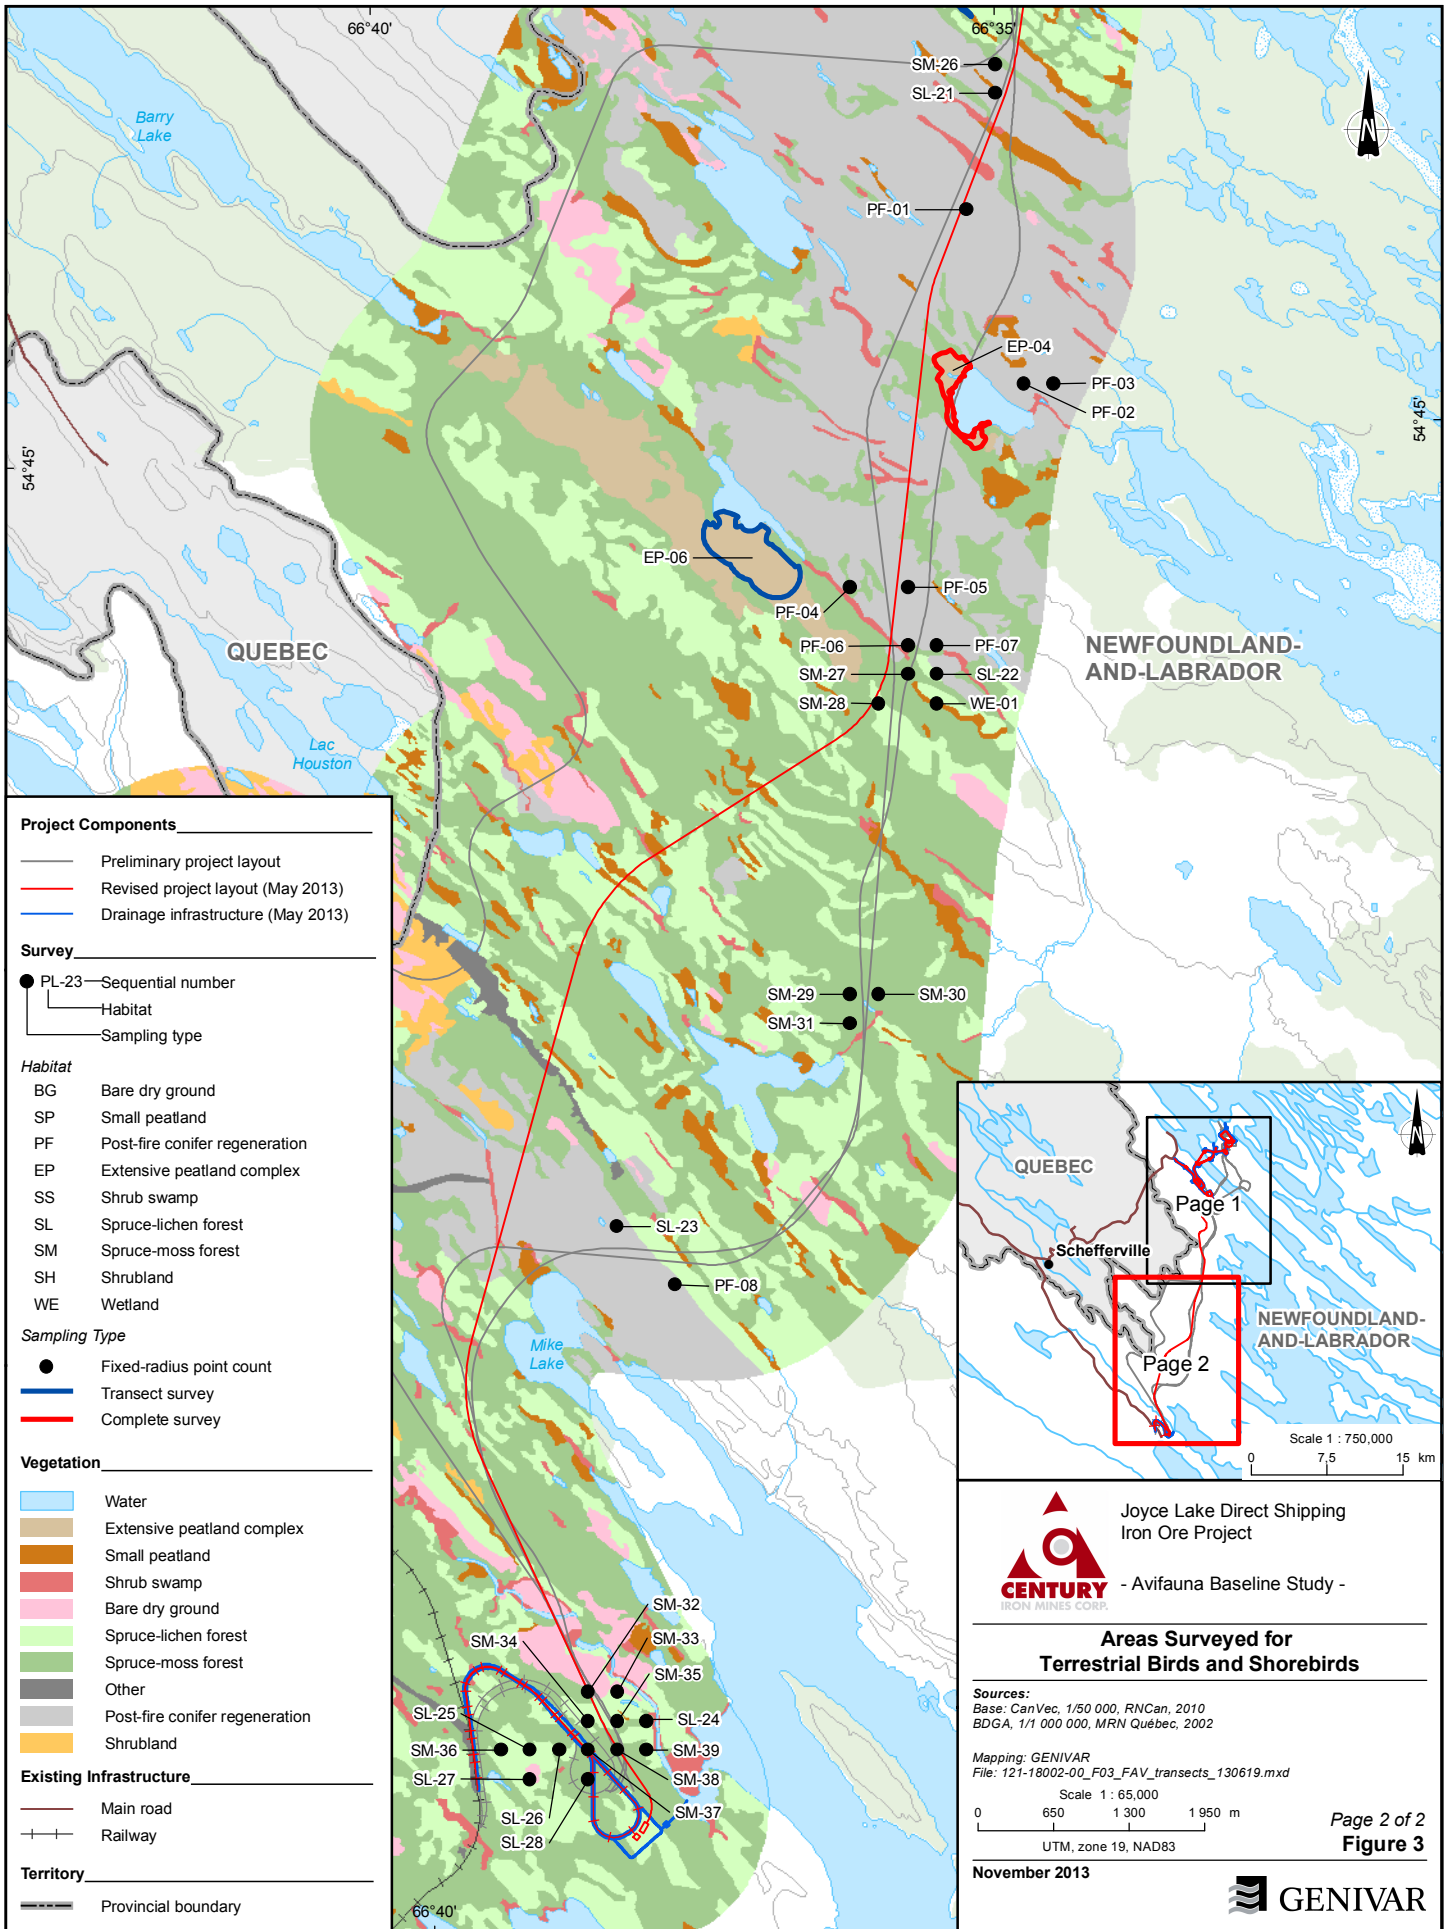 66°40'
66°35'
SM-26
SL-21
Barry
Lake
N
PF-01
EP-04
PF-03
PF-02
54°45'
54°45'
EP-06
PF-04
PF-05
QUEBEC
PF-06
PF-07
NEWFOUNDLAND-
AND-LABRADOR
SM-27
SL-22
SM-28
WE-01
Lac
Houston
Project Components
Preliminary project layout
Revised project layout (May 2013)
Drainage infrastructure (May 2013)
Survey
PL-23
Sequential number
Habitat
Sampling type
Habitat
BG Bare dry ground
SP Small peatland
PF Post-fire conifer regeneration
EP Extensive peatland complex
SS Shrub swamp
SL Spruce-lichen forest
SM Spruce-moss forest
SH Shrubland
WE Wetland
Sampling Type
Fixed-radius point count
Transect survey
Complete survey
Vegetation
Water
Extensive peatland complex
Small peatland
Shrub swamp
Bare dry ground
Spruce-lichen forest
Spruce-moss forest
Other
Post-fire conifer regeneration
Shrubland
Existing Infrastructure
Main road
Railway
Territory
Provincial boundary
SM-29
SM-30
SM-31
SL-23
PF-08
Mike
Lake
SM-32
SM-34
SM-33
SM-35
SL-25
SL-24
SM-36
SM-39
SL-27
SM-38
SL-26
SM-37
SL-28
66°40'
N
QUEBEC
Page 1
Schefferville
NEWFOUNDLAND-
AND-LABRADOR
Page 2
Scale 1 : 750,000
0 7,5 15 km
CENTURY
IRON MINES CORP.
Joyce Lake Direct Shipping
Iron Ore Project
- Avifauna Baseline Study -
Areas Surveyed for
Terrestrial Birds and Shorebirds
Sources:
Base: CanVec, 1/50 000, RNCan, 2010
BDGA, 1/1 000 000, MRN Québec, 2002
Mapping: GENIVAR
File: 121-18002-00_F03_FAV_transects_130619.mxd
Scale 1 : 65,000
0 650 1 300 1 950 m
UTM, zone 19, NAD83
Page 2 of 2
Figure 3
November 2013
GENIVAR